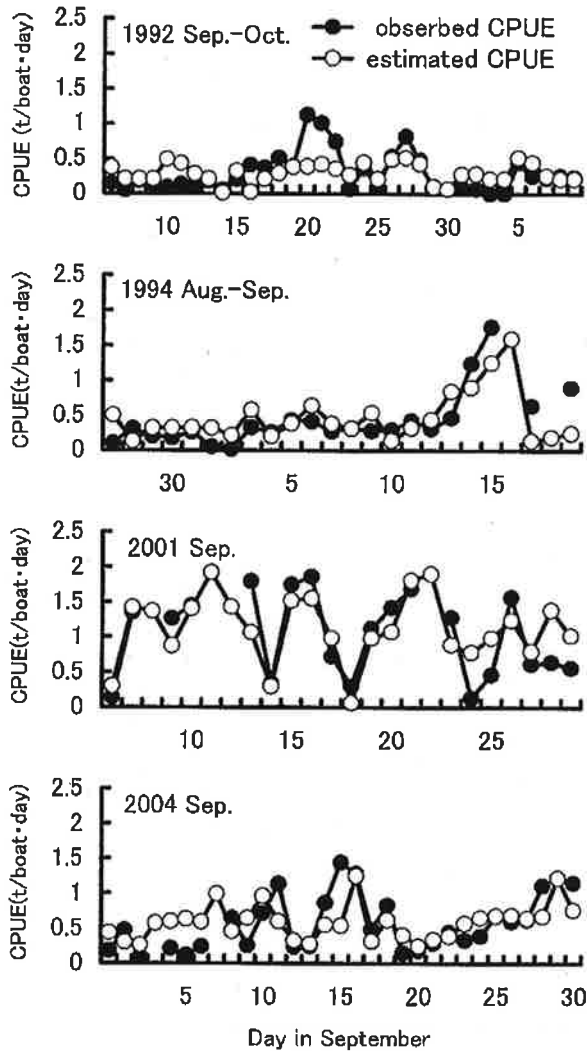 1992 Sep.-Oct.
obserbed CPUE
estimated CPUE
CPUE (t/boat·day)
2.5
2
1.5
1
0.5
0
10 15 20 25 30 5
1994 Aug.-Sep.
CPUE(t/boat·day)
2.5
2
1.5
1
0.5
0
30 5 10 15
2001 Sep.
CPUE(t/boat·day)
2.5
2
1.5
1
0.5
0
10 15 20 25
2004 Sep.
CPUE(t/boat·day)
2.5
2
1.5
1
0.5
0
5 10 15 20 25 30
Day in September